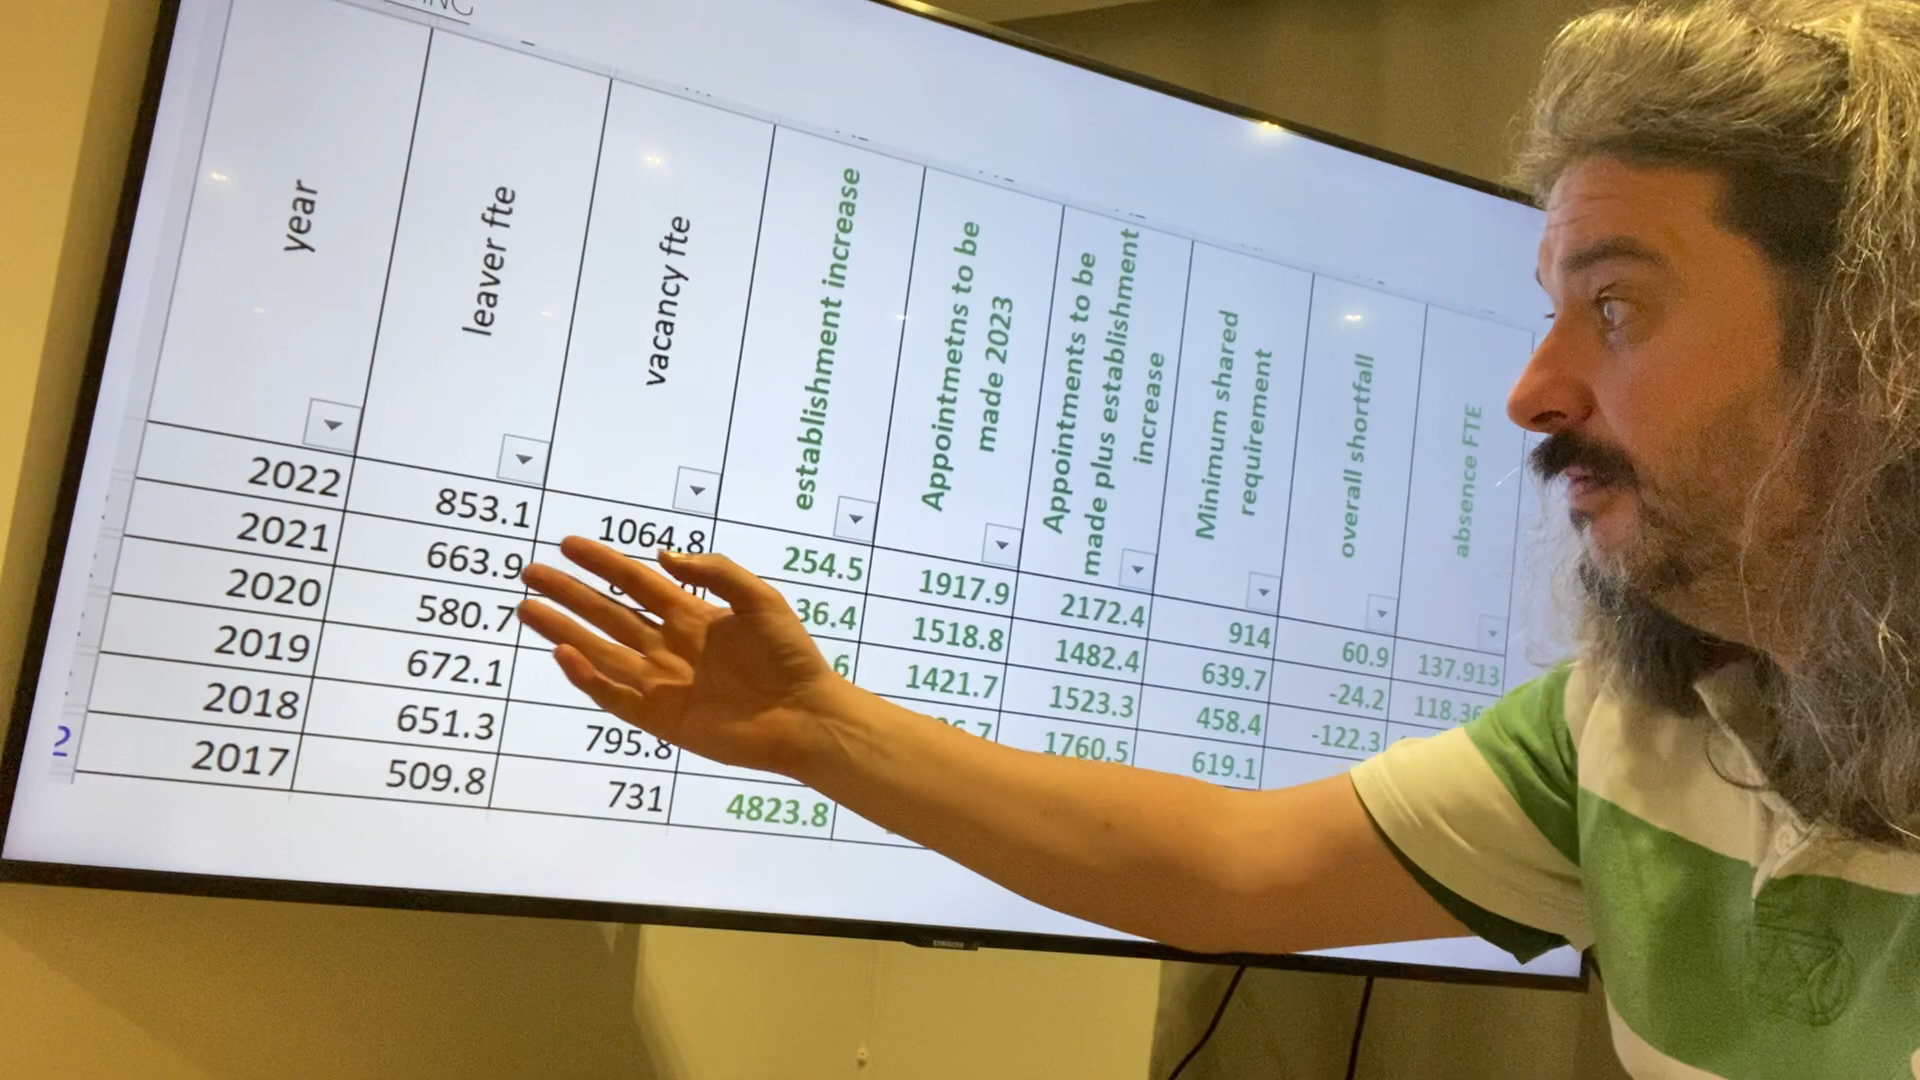 year
leaver fte
vacancy fte
establishment increase
Appointmetns to be
made 2023
Appointments to be
made plus establishment
increase
Minimum shared
requirement
overall shortfall
absence FTE
2022 853.1 1064.8 254.5 1917.9 2172.4 914 60.9 137.913
2021 663.9 36.4 1518.8 1482.4 639.7 -24.2
2020 580.7 1421.7 1523.3 458.4 -122.3
2019 672.1 1760.5 619.1
2018 651.3 795.8
2017 509.8 731 4823.8
2
SAMSUNG